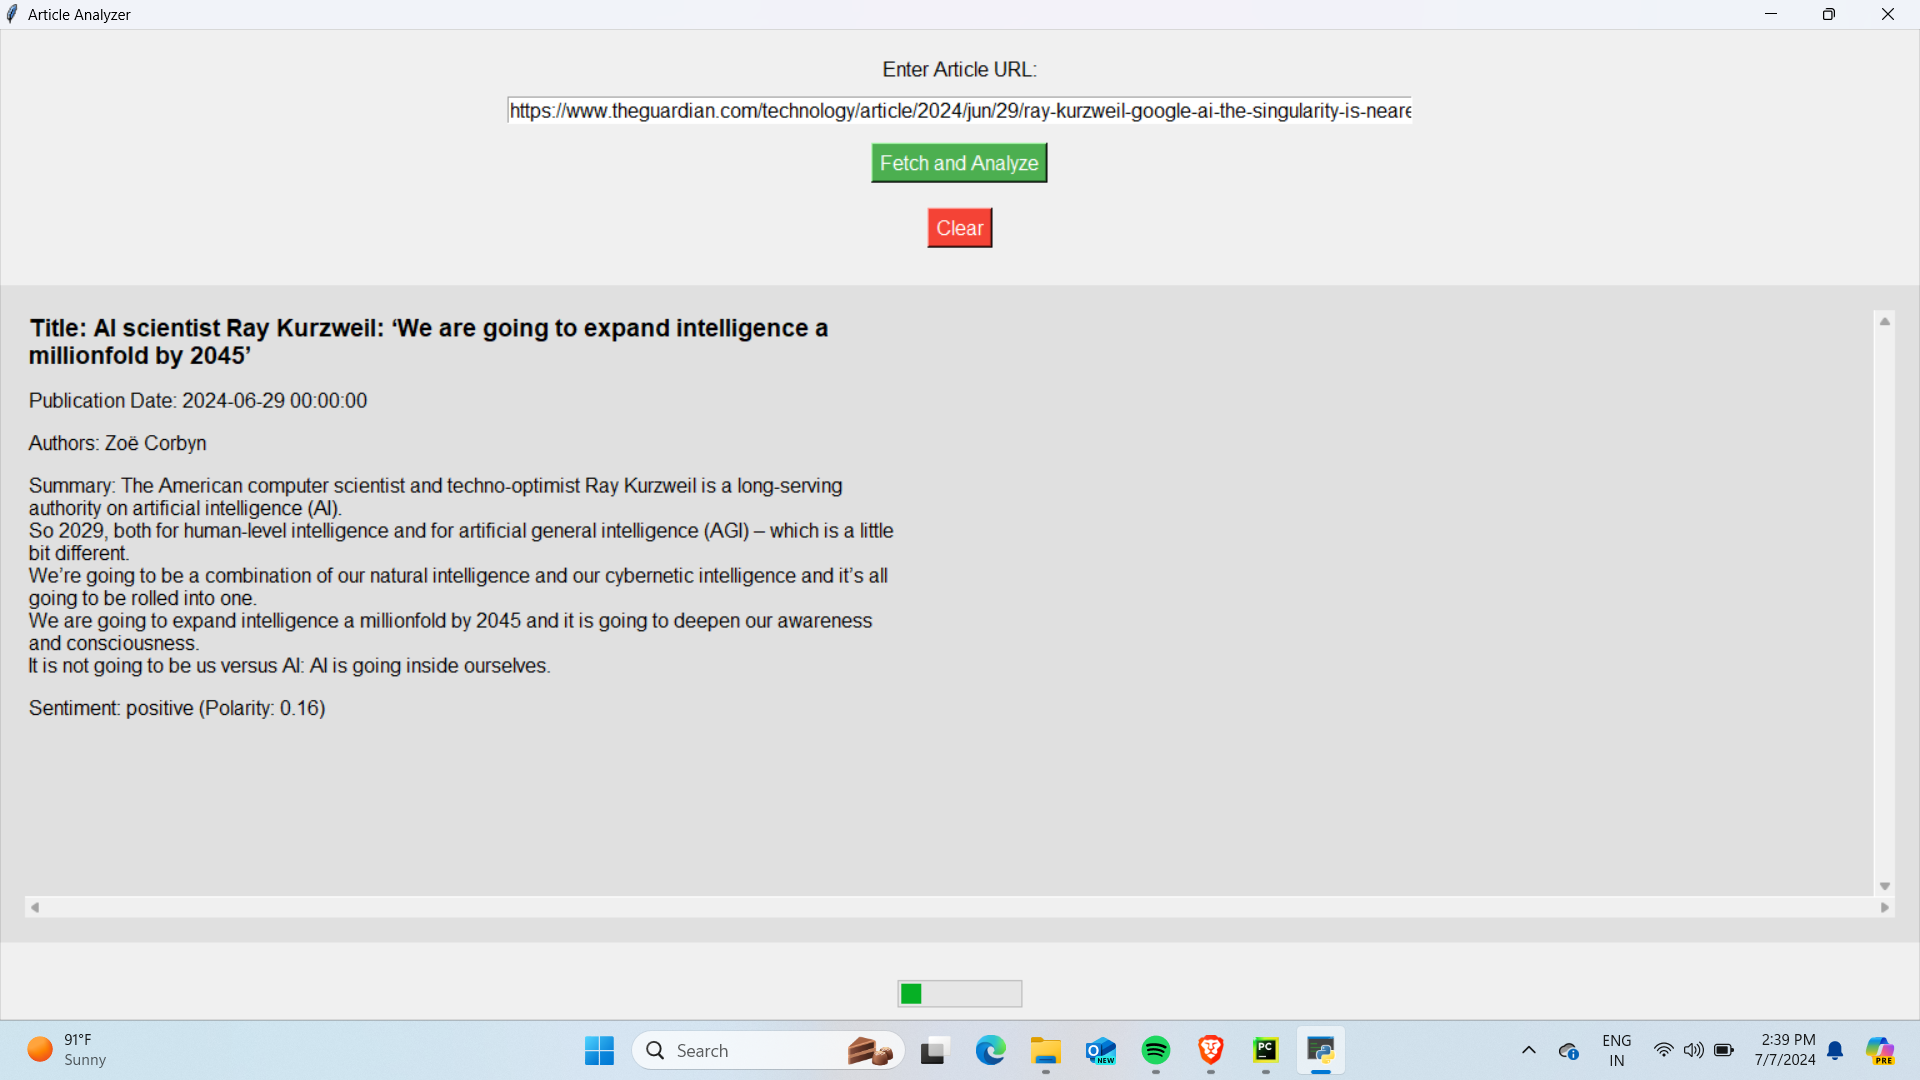 Article Analyzer
Enter Article URL:
https://www.theguardian.com/technology/article/2024/jun/29/ray-kurzweil-google-ai-the-singularity-is-neare
Fetch and Analyze
Clear
Title: AI scientist Ray Kurzweil: ‘We are going to expand intelligence a
millionfold by 2045’
Publication Date: 2024-06-29 00:00:00
Authors: Zoë Corbyn
Summary: The American computer scientist and techno-optimist Ray Kurzweil is a long-serving
authority on artificial intelligence (AI).
So 2029, both for human-level intelligence and for artificial general intelligence (AGI) – which is a little
bit different.
We’re going to be a combination of our natural intelligence and our cybernetic intelligence and it’s all
going to be rolled into one.
We are going to expand intelligence a millionfold by 2045 and it is going to deepen our awareness
and consciousness.
It is not going to be us versus AI: AI is going inside ourselves.
Sentiment: positive (Polarity: 0.16)
91°F
Sunny
Search
NEW
PC
ENG
IN
2:39 PM
7/7/2024
PRE